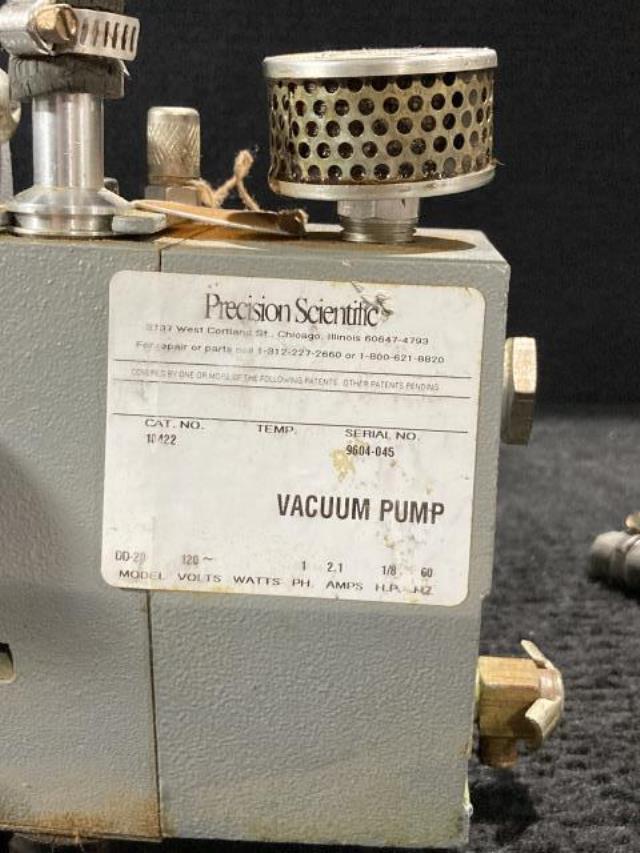 Precision Scientific
3737 West Cortland St., Chicago, Illinois 60647-4793
For repair or parts call 1-312-227-2660 or 1-800-621-8820
COVERED BY ONE OR MORE OF THE FOLLOWING PATENTS. OTHER PATENTS PENDING
CAT. NO. TEMP. SERIAL NO.
10422 9604-045
VACUUM PUMP
DD-20 120~ 1 2.1 1/8 60
MODEL VOLTS WATTS PH. AMPS H.P. HZ